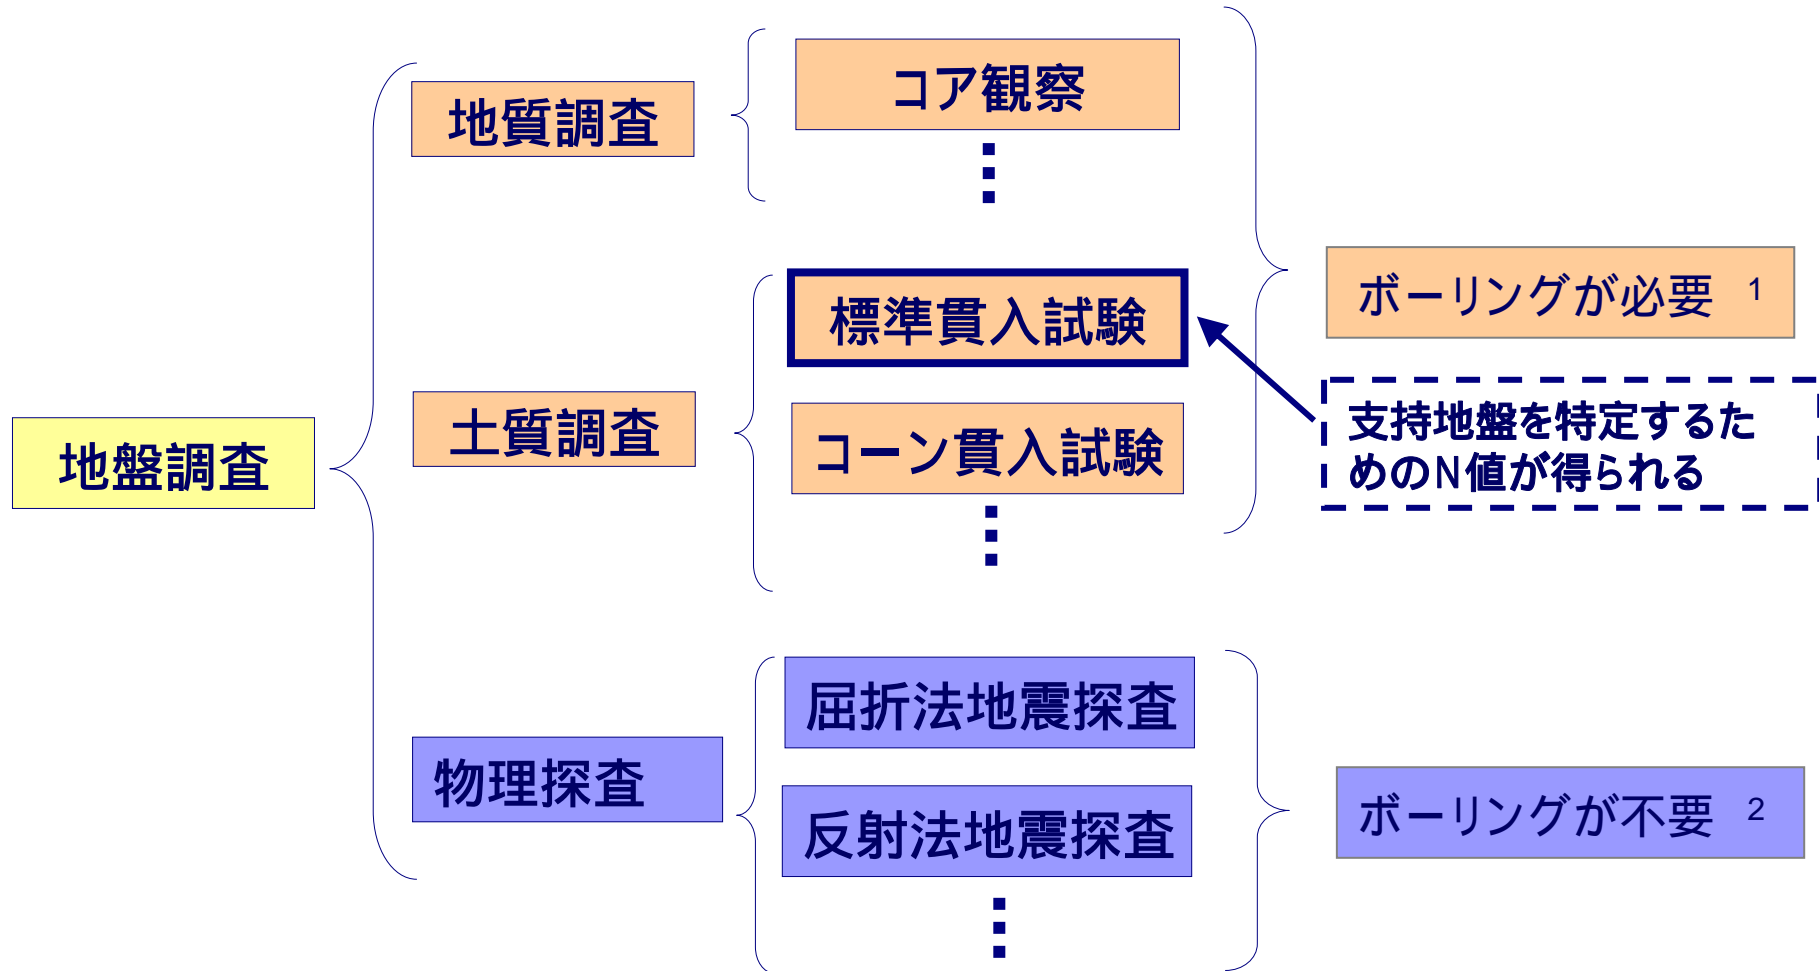 地盤調査
地質調査
コア観察
土質調査
標準貫入試験
コーン貫入試験
ボーリングが必要 1
支持地盤を特定するた
めのN値が得られる
物理探査
屈折法地震探査
反射法地震探査
ボーリングが不要 2